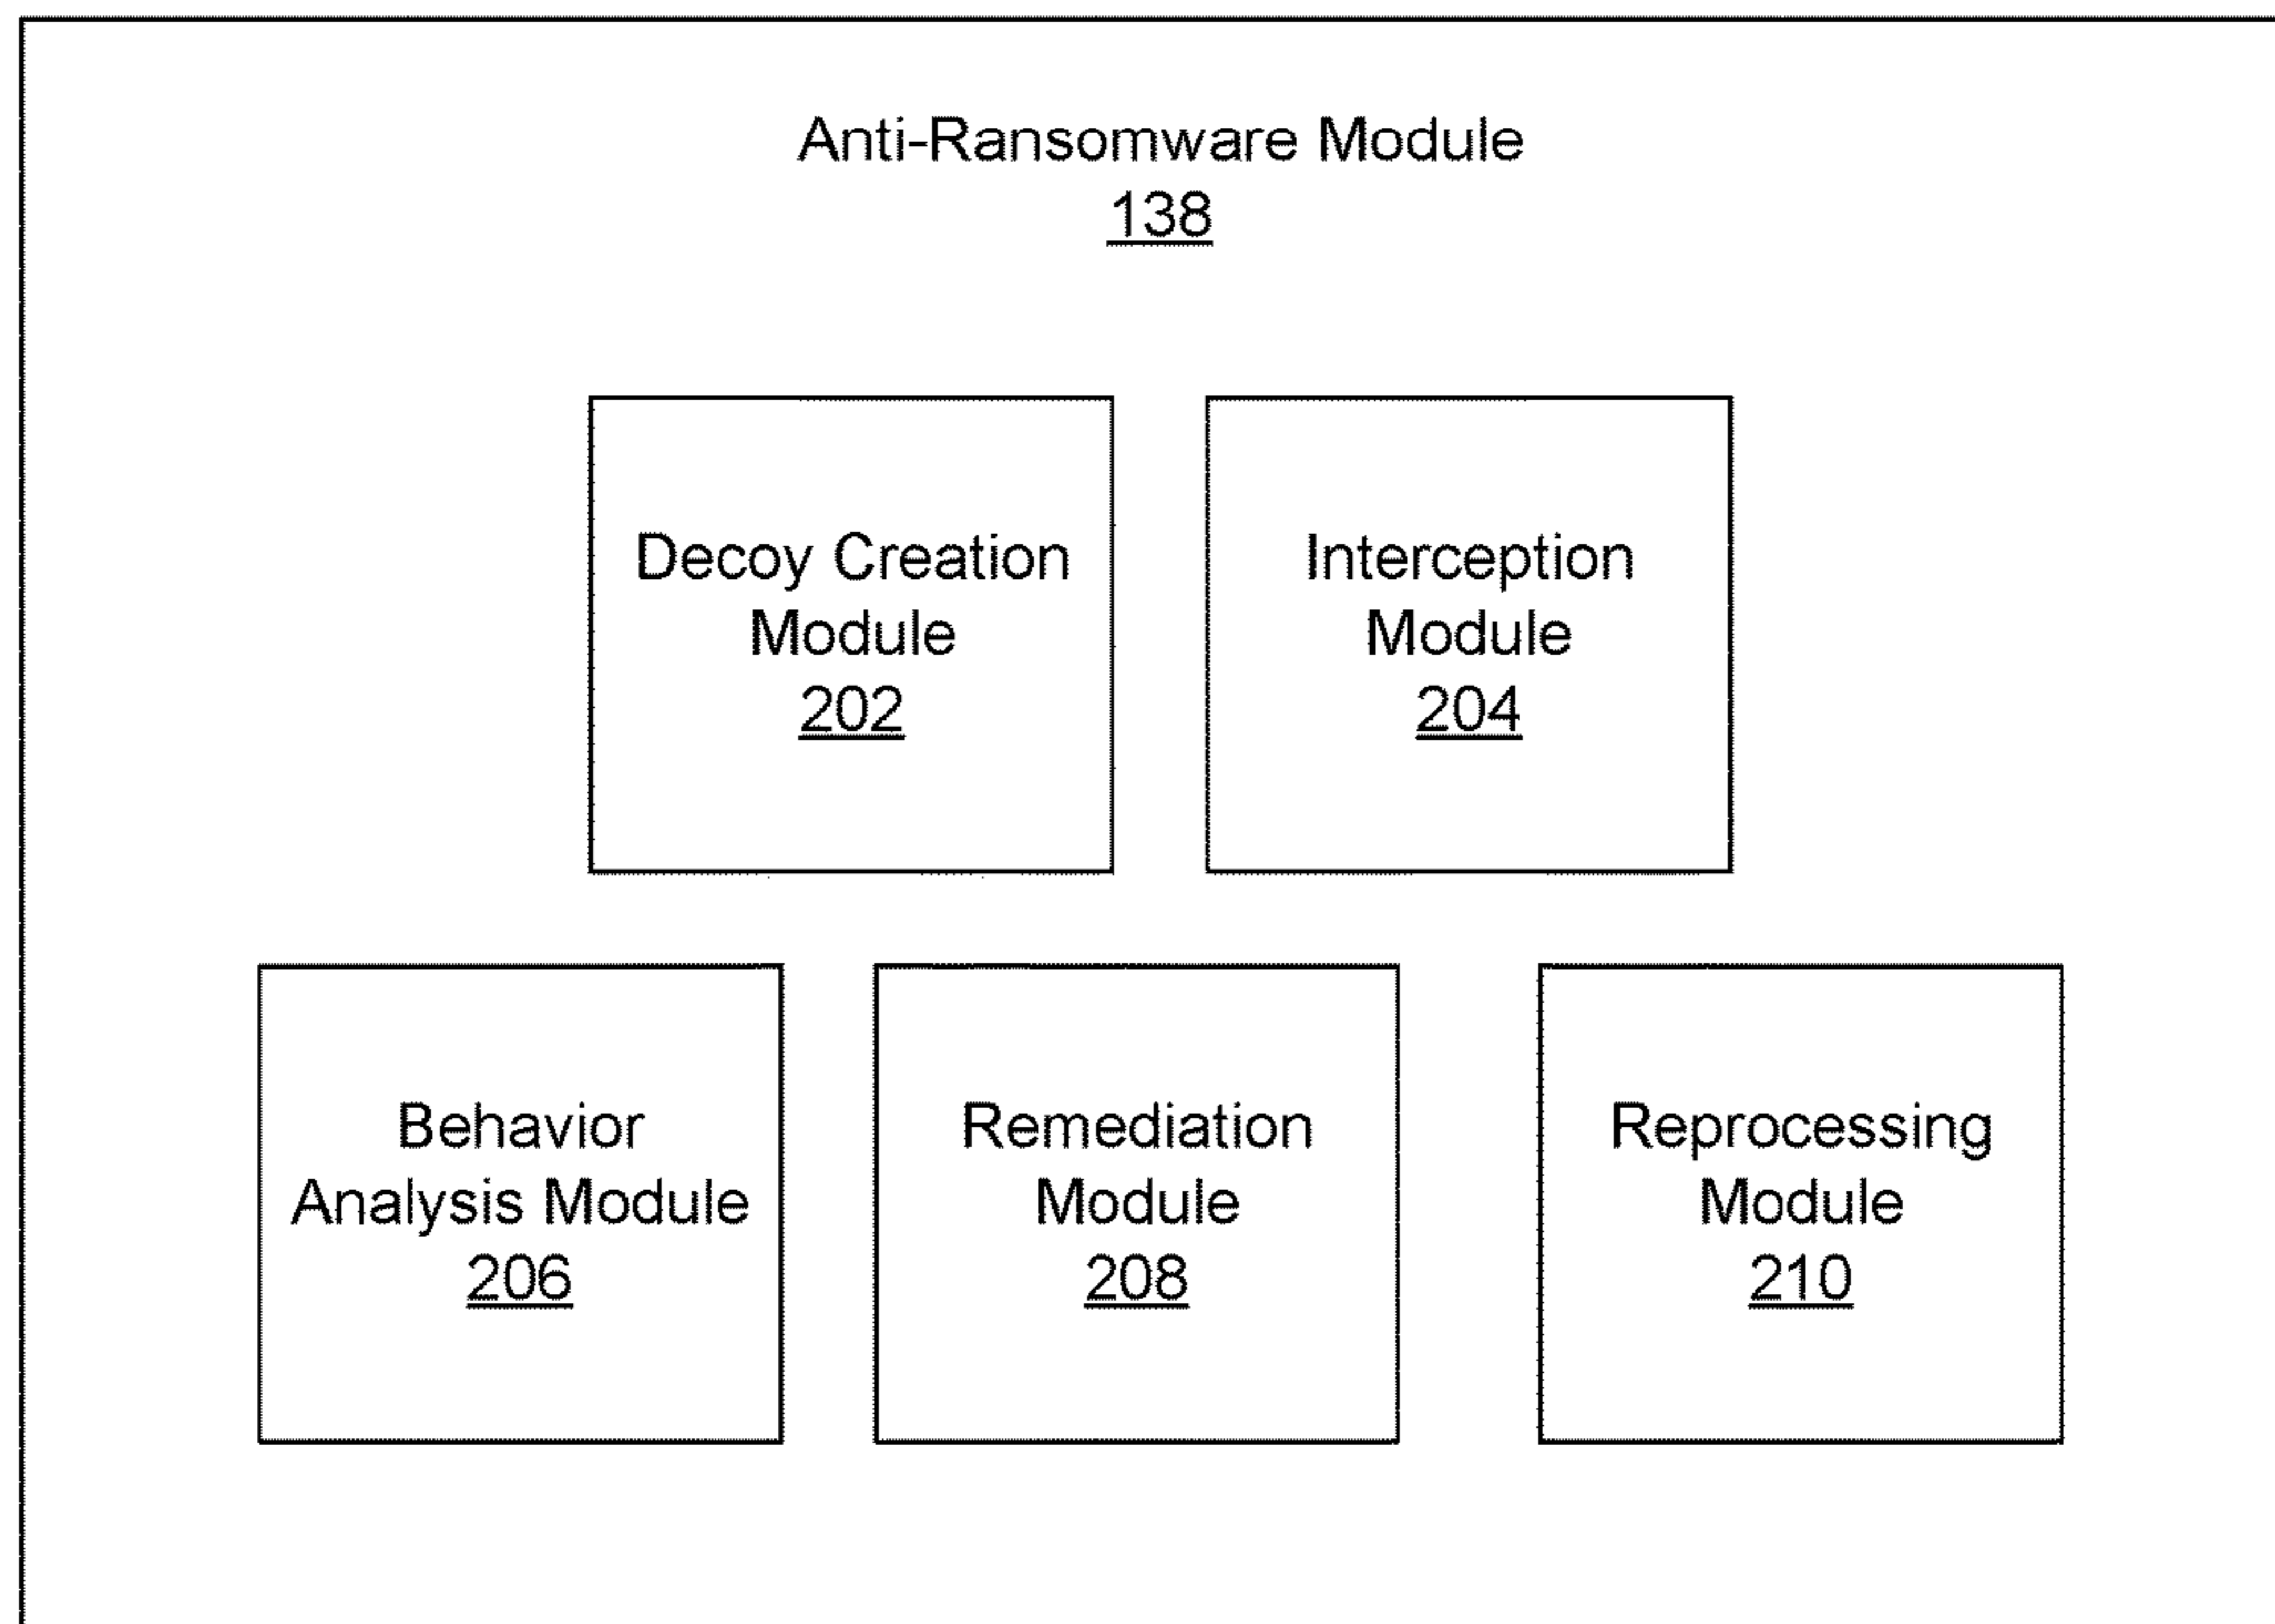 Anti-Ransomware Module
138
Decoy Creation
Module
202
Interception
Module
204
Behavior
Analysis Module
206
Remediation
Module
208
Reprocessing
Module
210